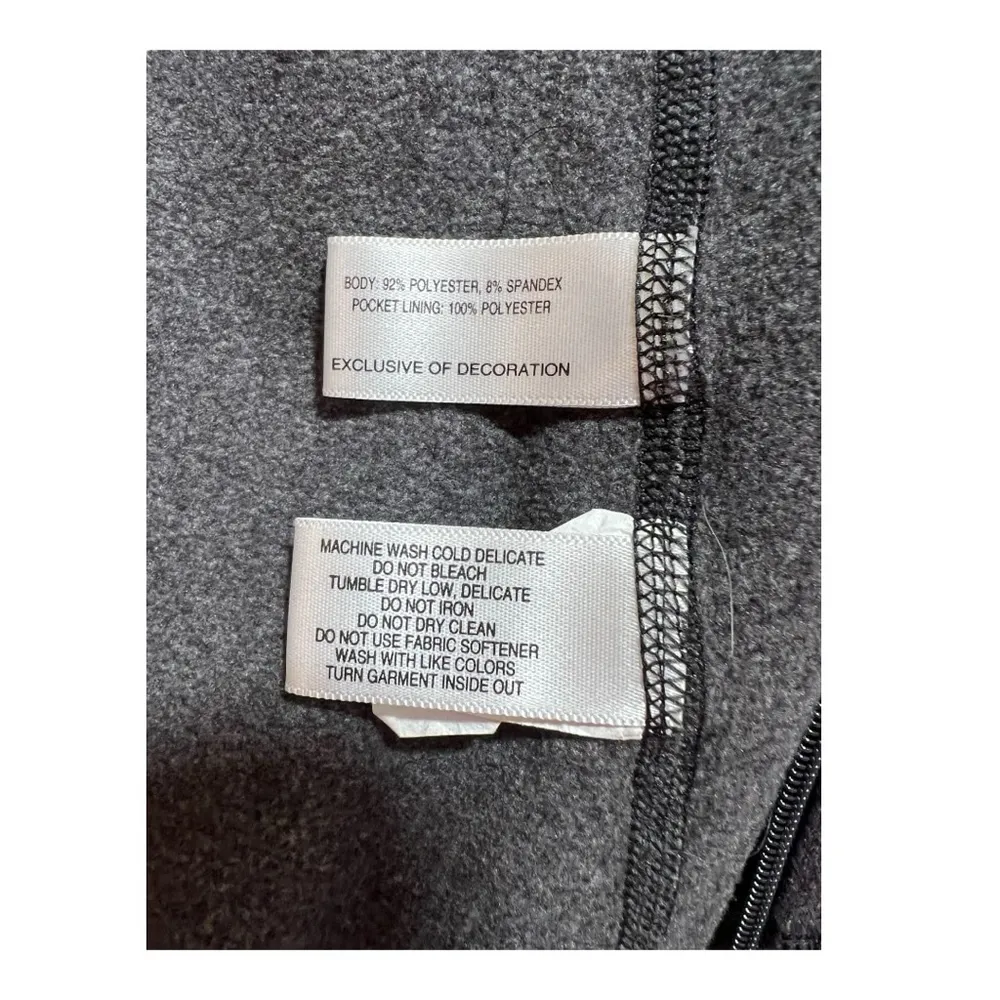 BODY: 92% POLYESTER, 8% SPANDEX
POCKET LINING: 100% POLYESTER
EXCLUSIVE OF DECORATION
MACHINE WASH COLD DELICATE
DO NOT BLEACH
TUMBLE DRY LOW, DELICATE
DO NOT IRON
DO NOT DRY CLEAN
DO NOT USE FABRIC SOFTENER
WASH WITH LIKE COLORS
TURN GARMENT INSIDE OUT